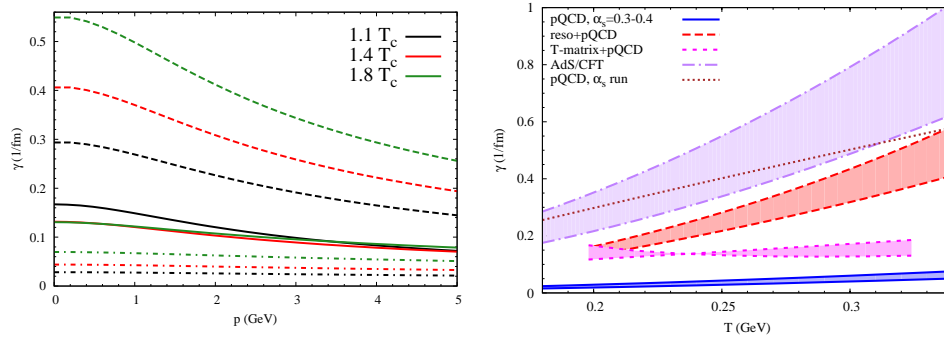 0.5
0.4
0.3
0.2
0.1
0
γ (1/fm)
0
1
2
3
4
5
p (GeV)
1.1 T_c
1.4 T_c
1.8 T_c
1
0.8
0.6
0.4
0.2
0
γ (1/fm)
0.2
0.25
0.3
T (GeV)
pQCD, α_s=0.3-0.4
reso+pQCD
T-matrix+pQCD
AdS/CFT
pQCD, α_s run